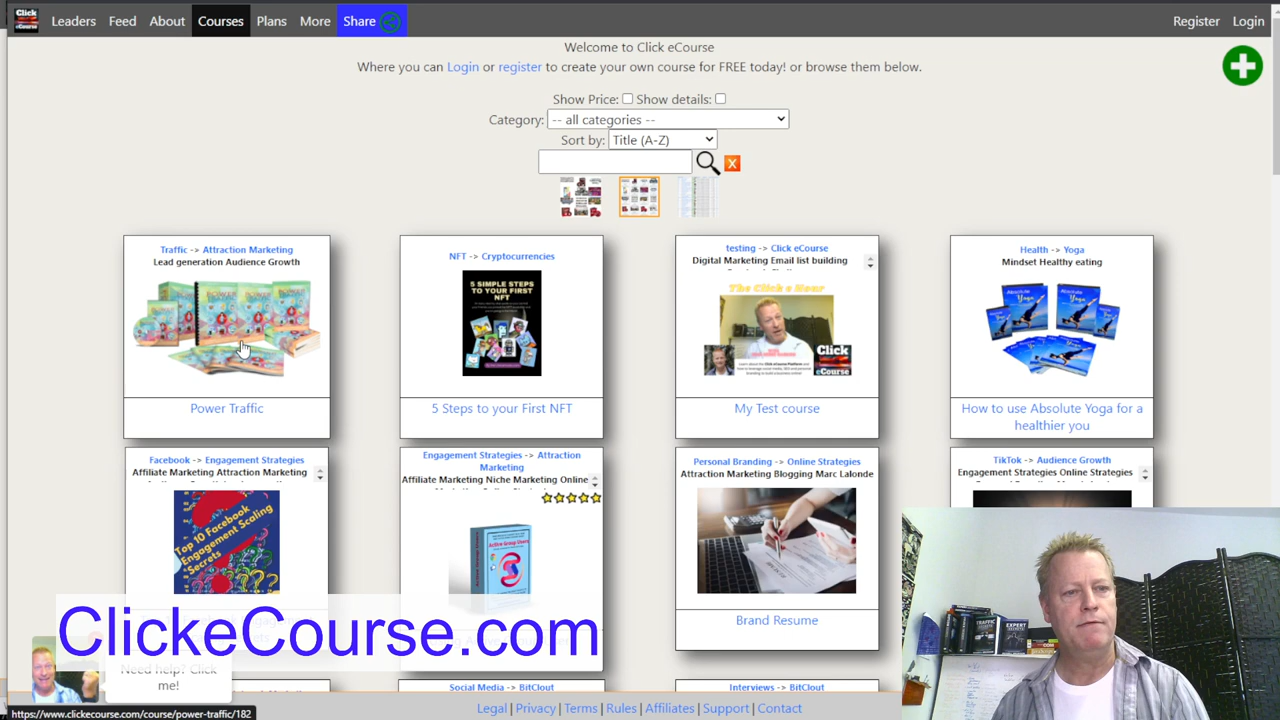 Click
eCourse
Leaders Feed About Courses Plans More Share
Register Login
Welcome to Click eCourse
Where you can Login or register to create your own course for FREE today! or browse them below.
Show Price: Show details:
Category: -- all categories --
Sort by: Title (A-Z)
X
Traffic -> Attraction Marketing
Lead generation Audience Growth
Power Traffic
NFT -> Cryptocurrencies
5 SIMPLE STEPS
TO YOUR FIRST
NFT
5 Steps to your First NFT
testing -> Click eCourse
Digital Marketing Email list building
The Click e Hour
Click
eCourse
My Test course
Health -> Yoga
Mindset Healthy eating
Absolute
Yoga
How to use Absolute Yoga for a
healthier you
Facebook -> Engagement Strategies
Affiliate Marketing Attraction Marketing
Top 10 Facebook
Engagement Scaling
Secrets
Engagement Strategies -> Attraction
Marketing
Affiliate Marketing Niche Marketing Online
Personal Branding -> Online Strategies
Attraction Marketing Blogging Marc Lalonde
Brand Resume
TikTok -> Audience Growth
Engagement Strategies Online Strategies
ClickeCourse.com
Need help? Click
me!
Social Media -> BitClout
Interviews -> BitClout
TRAFFIC
SECRETS
EXPERT
SECRETS
https://www.clickecourse.com/course/power-traffic/182
Legal | Privacy | Terms | Rules | Affiliates | Support | Contact